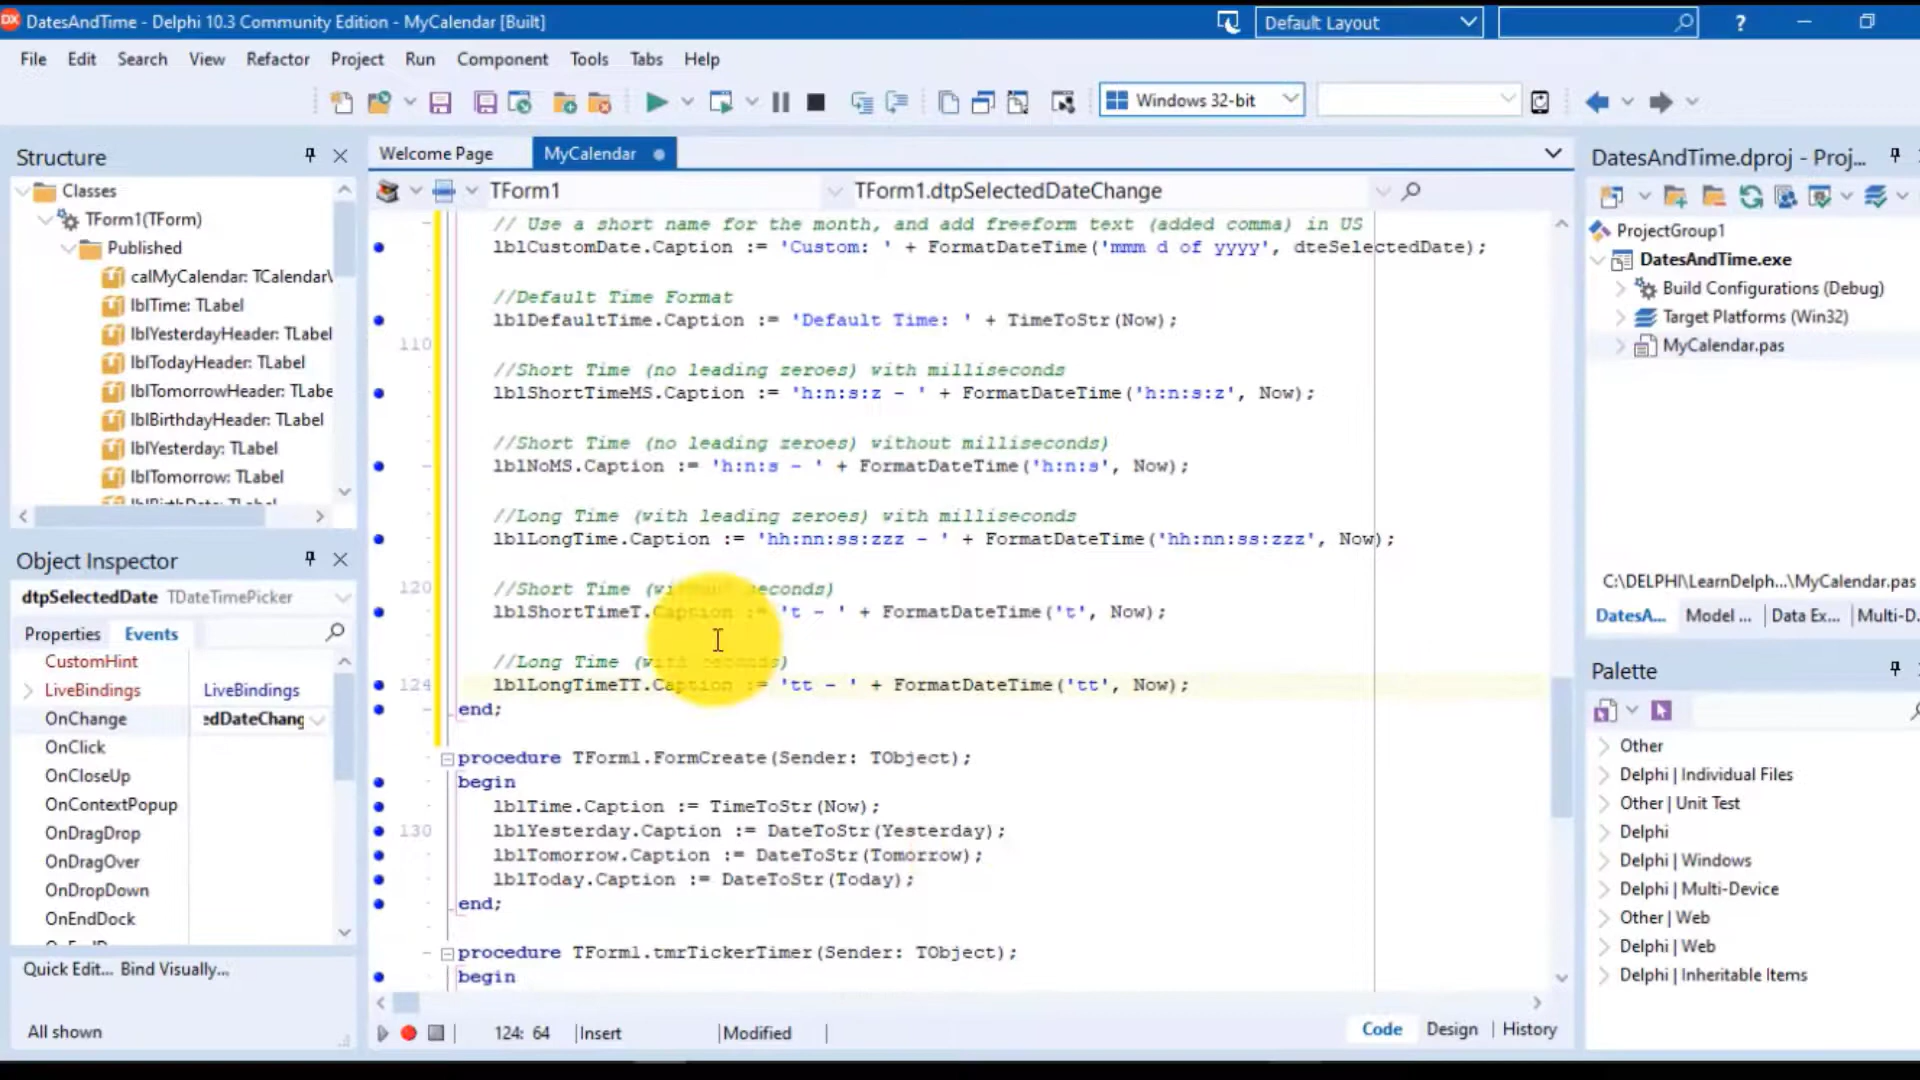 DX DatesAndTime - Delphi 10.3 Community Edition - MyCalendar [Built]
Default Layout
?
File Edit Search View Refactor Project Run Component Tools Tabs Help
Windows 32-bit
Structure
Classes
TForm1(TForm)
Published
calMyCalendar: TCalendar
lblTime: TLabel
lblYesterdayHeader: TLabel
lblTodayHeader: TLabel
lblTomorrowHeader: TLabe
lblBirthdayHeader: TLabel
lblYesterday: TLabel
lblTomorrow: TLabel
Object Inspector
dtpSelectedDate TDateTimePicker
Properties Events
CustomHint
LiveBindings LiveBindings
OnChange edDateChang
OnClick
OnCloseUp
OnContextPopup
OnDragDrop
OnDragOver
OnDropDown
OnEndDock
Quick Edit... Bind Visually...
All shown
Welcome Page MyCalendar
TForm1 TForm1.dtpSelectedDateChange
// Use a short name for the month, and add freeform text (added comma) in US
lblCustomDate.Caption := 'Custom: ' + FormatDateTime('mmm d of yyyy', dteSelectedDate);
//Default Time Format
lblDefaultTime.Caption := 'Default Time: ' + TimeToStr(Now);
110
//Short Time (no leading zeroes) with milliseconds
lblShortTimeMS.Caption := 'h:n:s:z - ' + FormatDateTime('h:n:s:z', Now);
//Short Time (no leading zeroes) without milliseconds)
lblNoMS.Caption := 'h:n:s - ' + FormatDateTime('h:n:s', Now);
//Long Time (with leading zeroes) with milliseconds
lblLongTime.Caption := 'hh:nn:ss:zzz - ' + FormatDateTime('hh:nn:ss:zzz', Now);
120 //Short Time (without seconds)
lblShortTimeT.Caption := 't - ' + FormatDateTime('t', Now);
//Long Time (with seconds)
124 lblLongTimeTT.Caption := 'tt - ' + FormatDateTime('tt', Now);
end;
procedure TForm1.FormCreate(Sender: TObject);
begin
lblTime.Caption := TimeToStr(Now);
130 lblYesterday.Caption := DateToStr(Yesterday);
lblTomorrow.Caption := DateToStr(Tomorrow);
lblToday.Caption := DateToStr(Today);
end;
procedure TForm1.tmrTickerTimer(Sender: TObject);
begin
124: 64 Insert Modified
Code Design History
DatesAndTime.dproj - Proj...
ProjectGroup1
DatesAndTime.exe
Build Configurations (Debug)
Target Platforms (Win32)
MyCalendar.pas
C:\DELPHI\LearnDelph...\MyCalendar.pas
DatesA... Model ... Data Ex... Multi-D.
Palette
Other
Delphi | Individual Files
Other | Unit Test
Delphi
Delphi | Windows
Delphi | Multi-Device
Other | Web
Delphi | Web
Delphi | Inheritable Items